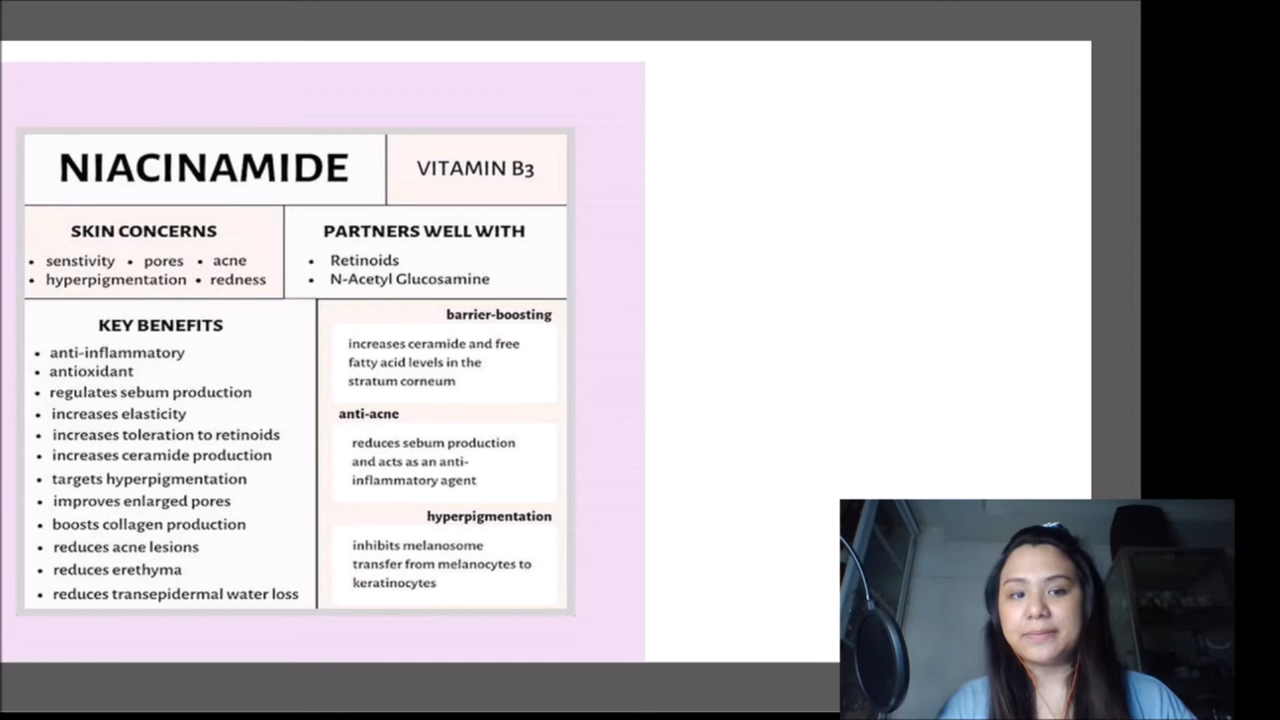 NIACINAMIDE
VITAMIN B3
SKIN CONCERNS
• senstivity • pores • acne
• hyperpigmentation • redness
PARTNERS WELL WITH
• Retinoids
• N-Acetyl Glucosamine
KEY BENEFITS
• anti-inflammatory
• antioxidant
• regulates sebum production
• increases elasticity
• increases toleration to retinoids
• increases ceramide production
• targets hyperpigmentation
• improves enlarged pores
• boosts collagen production
• reduces acne lesions
• reduces erethyma
• reduces transepidermal water loss
barrier-boosting
increases ceramide and free
fatty acid levels in the
stratum corneum
anti-acne
reduces sebum production
and acts as an anti-
inflammatory agent
hyperpigmentation
inhibits melanosome
transfer from melanocytes to
keratinocytes